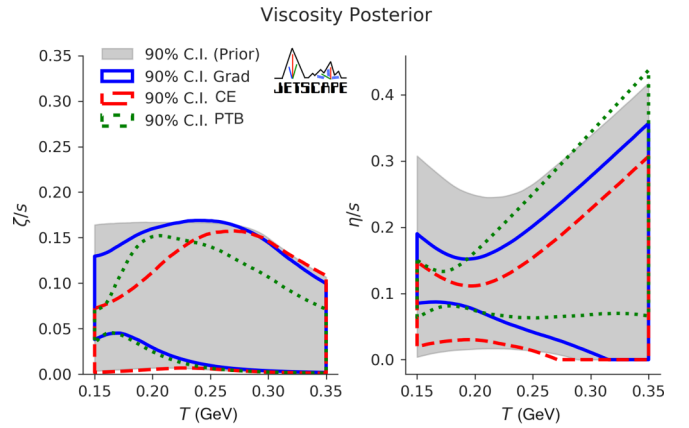 Viscosity Posterior
90% C.I. (Prior)
90% C.I. Grad
90% C.I. CE
90% C.I. PTB
JETSCAPE
ζ/s
0.35
0.30
0.25
0.20
0.15
0.10
0.05
0.00
0.15 0.20 0.25 0.30 0.35
T (GeV)
η/s
0.4
0.3
0.2
0.1
0.0
0.15 0.20 0.25 0.30 0.35
T (GeV)